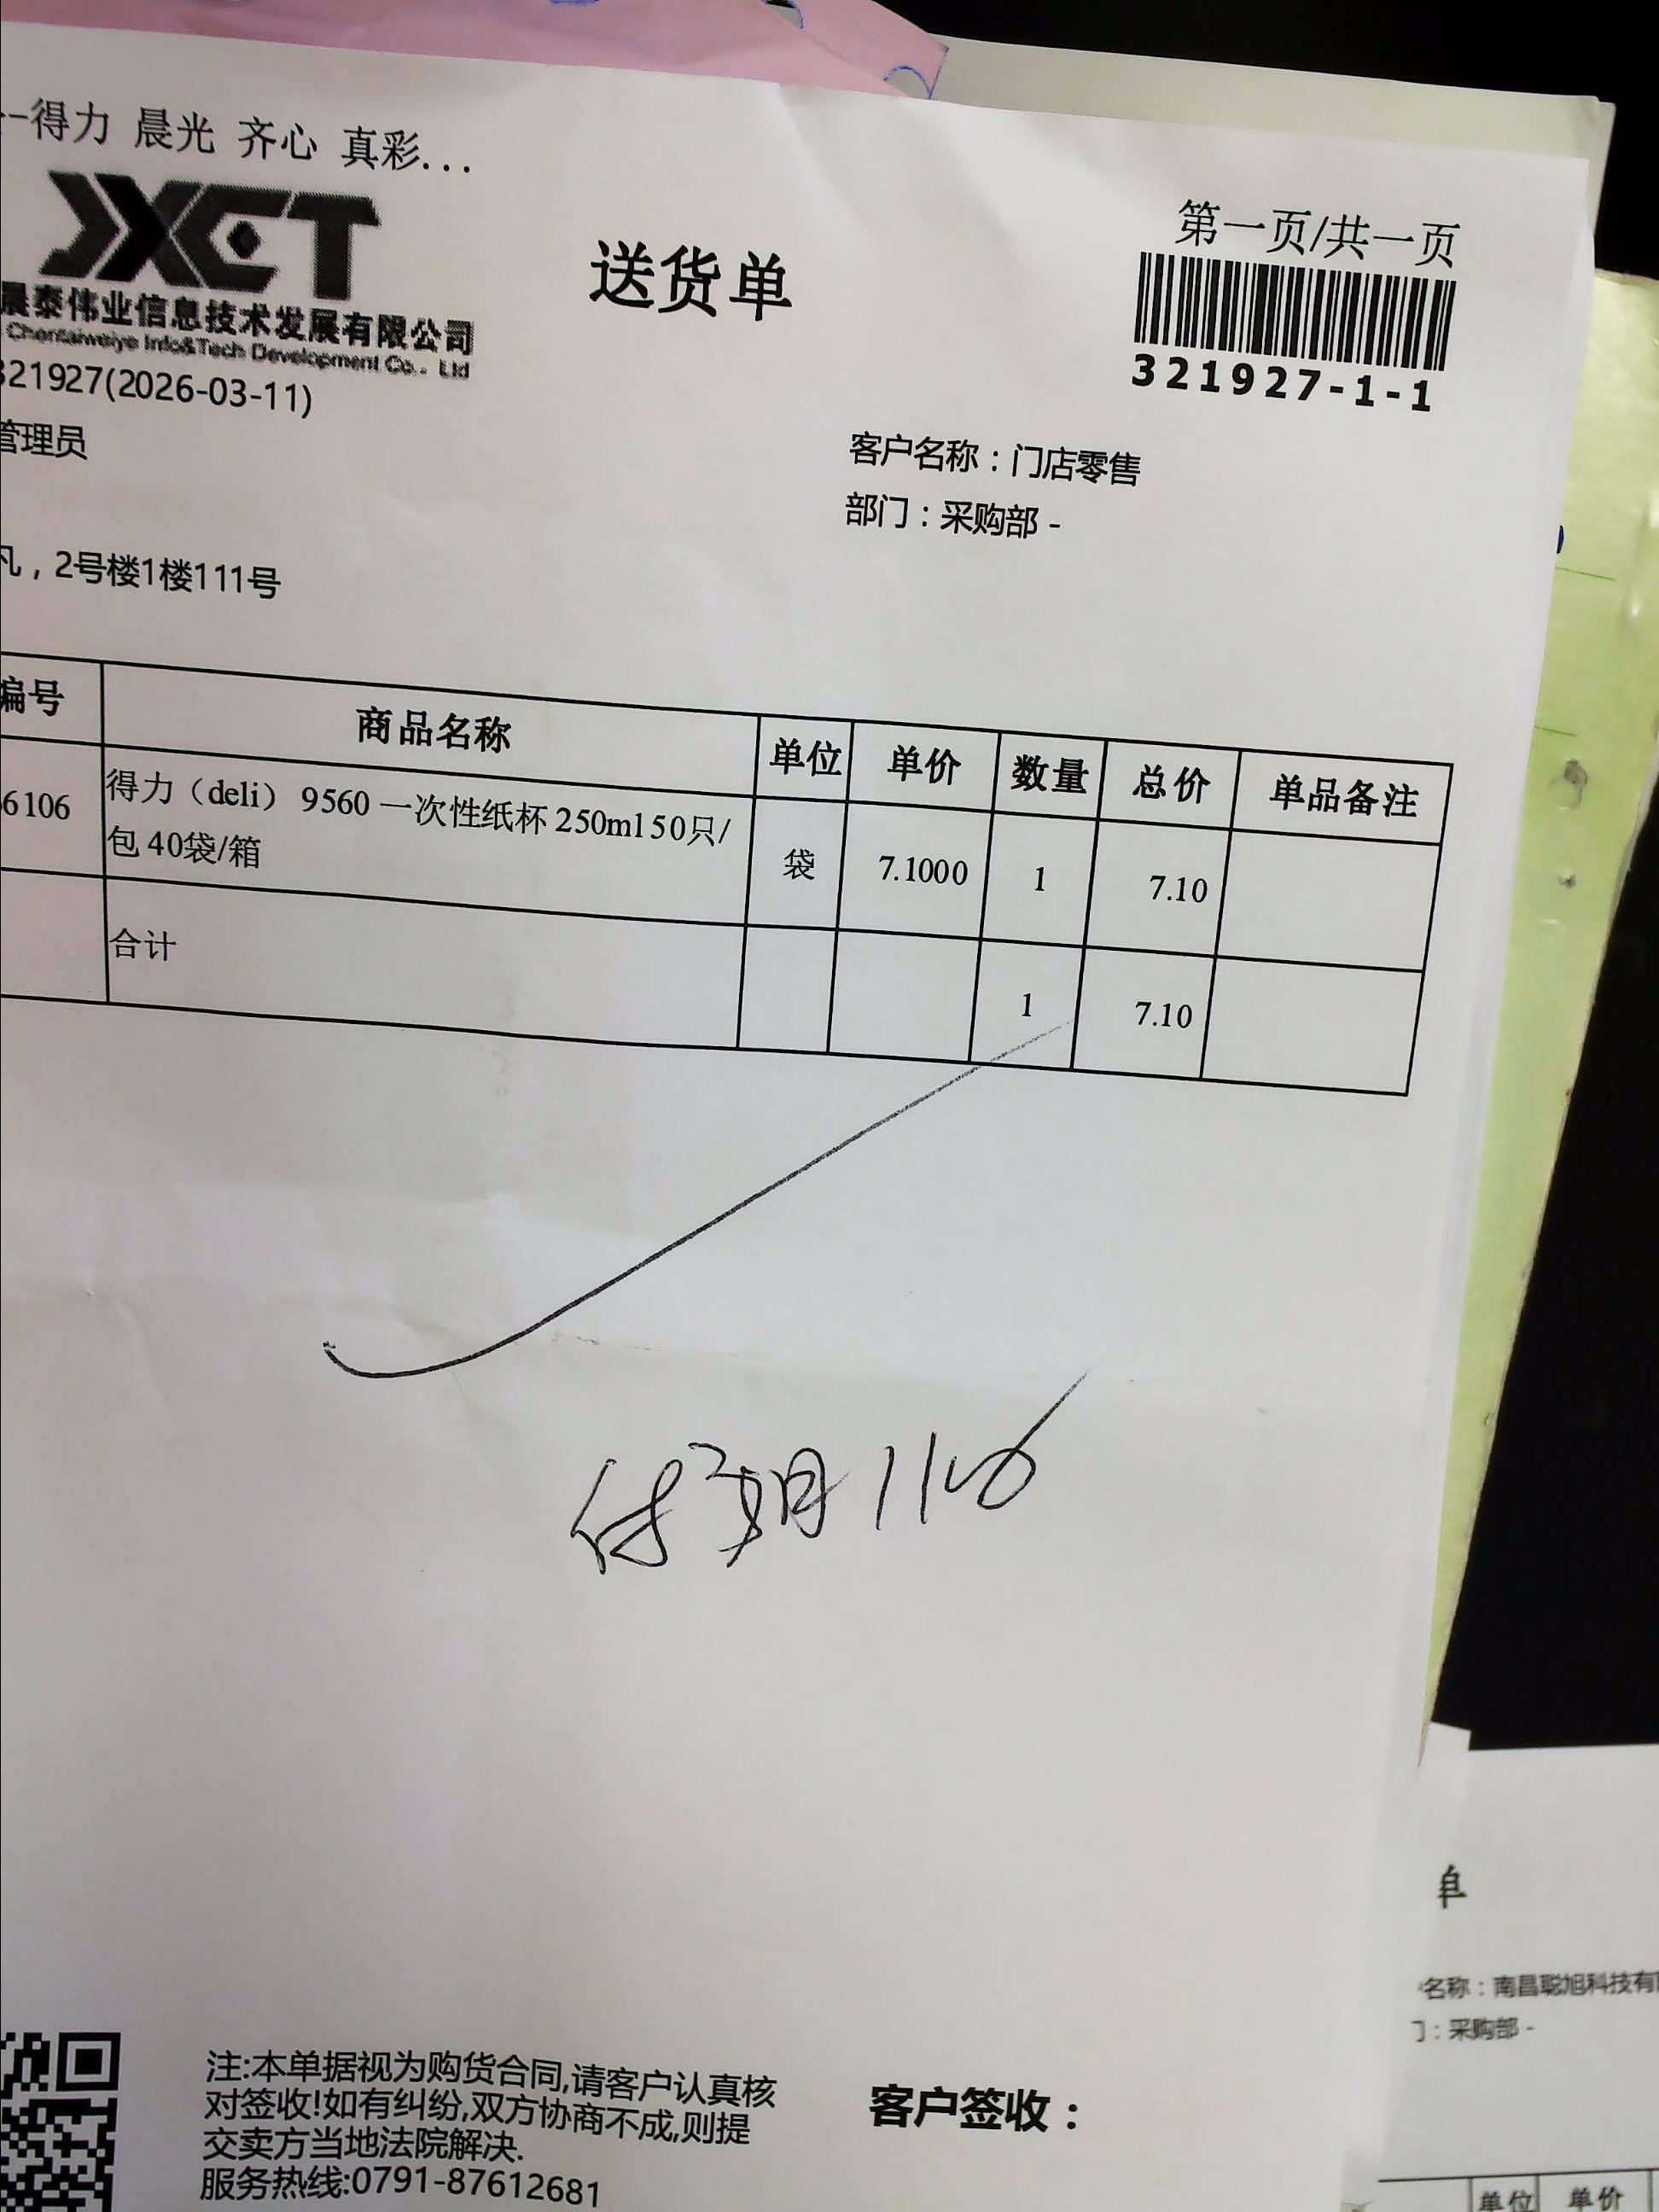 --得力 晨光 齐心 真彩...
JXCT
晨泰伟业信息技术发展有限公司
Chentaiweiye Info&Tech Development Co., Ltd
送货单
第一页/共一页
321927-1-1
321927(2026-03-11)
管理员
客户名称：门店零售
部门：采购部 -
凡，2号楼1楼111号
编号 商品名称 单位 单价 数量 总价 单品备注
6106 得力（deli） 9560 一次性纸杯 250ml 50只/
包 40袋/箱 袋 7.1000 1 7.10
合计 1 7.10
注:本单据视为购货合同,请客户认真核
对签收!如有纠纷,双方协商不成,则提
交卖方当地法院解决.
服务热线:0791-87612681
客户签收：
单
名称：南昌聪旭科技有
门：采购部 -
单位 单价